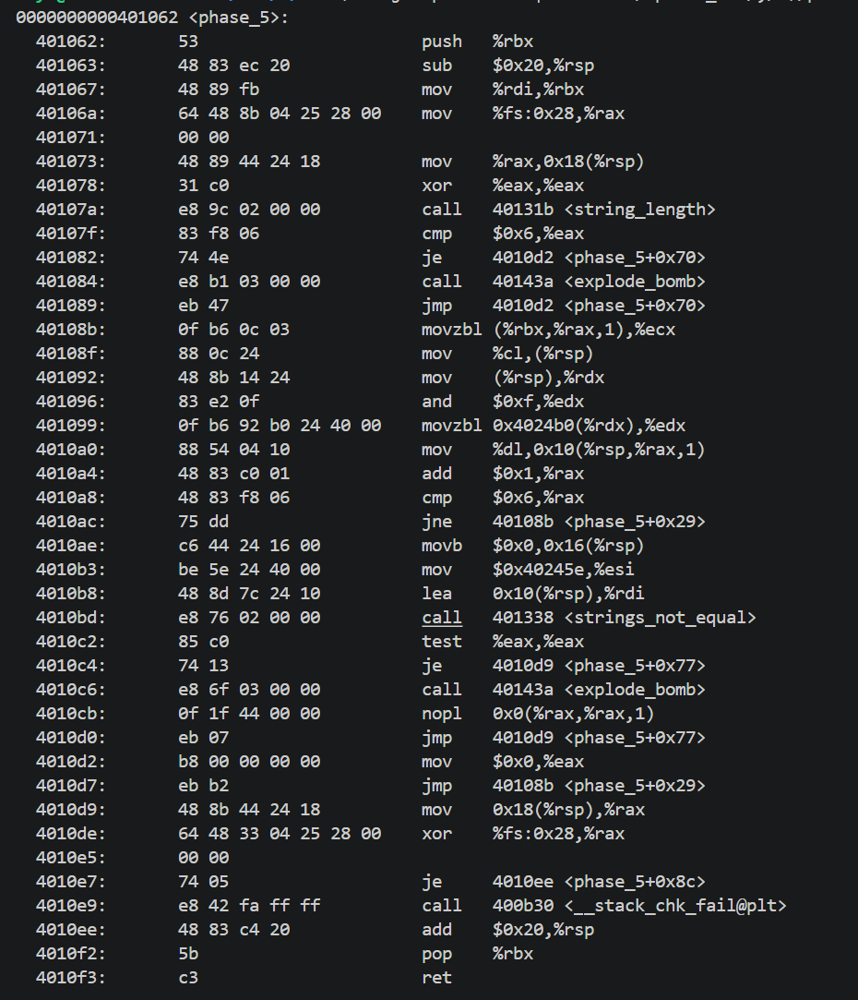 0000000000401062 <phase_5>:
401062: 53 push %rbx
401063: 48 83 ec 20 sub $0x20,%rsp
401067: 48 89 fb mov %rdi,%rbx
40106a: 64 48 8b 04 25 28 00 mov %fs:0x28,%rax
401071: 00 00
401073: 48 89 44 24 18 mov %rax,0x18(%rsp)
401078: 31 c0 xor %eax,%eax
40107a: e8 9c 02 00 00 call 40131b <string_length>
40107f: 83 f8 06 cmp $0x6,%eax
401082: 74 4e je 4010d2 <phase_5+0x70>
401084: e8 b1 03 00 00 call 40143a <explode_bomb>
401089: eb 47 jmp 4010d2 <phase_5+0x70>
40108b: 0f b6 0c 03 movzbl (%rbx,%rax,1),%ecx
40108f: 88 0c 24 mov %cl,(%rsp)
401092: 48 8b 14 24 mov (%rsp),%rdx
401096: 83 e2 0f and $0xf,%edx
401099: 0f b6 92 b0 24 40 00 movzbl 0x4024b0(%rdx),%edx
4010a0: 88 54 04 10 mov %dl,0x10(%rsp,%rax,1)
4010a4: 48 83 c0 01 add $0x1,%rax
4010a8: 48 83 f8 06 cmp $0x6,%rax
4010ac: 75 dd jne 40108b <phase_5+0x29>
4010ae: c6 44 24 16 00 movb $0x0,0x16(%rsp)
4010b3: be 5e 24 40 00 mov $0x40245e,%esi
4010b8: 48 8d 7c 24 10 lea 0x10(%rsp),%rdi
4010bd: e8 76 02 00 00 call 401338 <strings_not_equal>
4010c2: 85 c0 test %eax,%eax
4010c4: 74 13 je 4010d9 <phase_5+0x77>
4010c6: e8 6f 03 00 00 call 40143a <explode_bomb>
4010cb: 0f 1f 44 00 00 nopl 0x0(%rax,%rax,1)
4010d0: eb 07 jmp 4010d9 <phase_5+0x77>
4010d2: b8 00 00 00 00 mov $0x0,%eax
4010d7: eb b2 jmp 40108b <phase_5+0x29>
4010d9: 48 8b 44 24 18 mov 0x18(%rsp),%rax
4010de: 64 48 33 04 25 28 00 xor %fs:0x28,%rax
4010e5: 00 00
4010e7: 74 05 je 4010ee <phase_5+0x8c>
4010e9: e8 42 fa ff ff call 400b30 <__stack_chk_fail@plt>
4010ee: 48 83 c4 20 add $0x20,%rsp
4010f2: 5b pop %rbx
4010f3: c3 ret